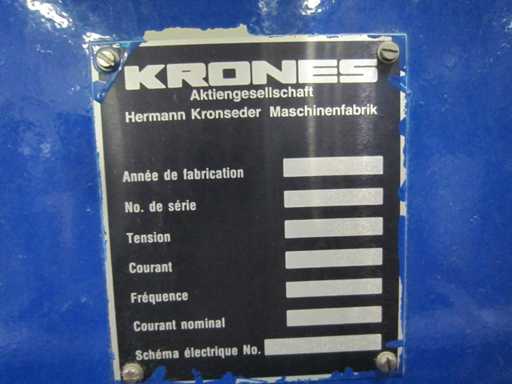 KRONES
Aktiengesellschaft
Hermann Kronseder Maschinenfabrik
Année de fabrication
No. de série
Tension
Courant
Fréquence
Courant nominal
Schéma électrique No.